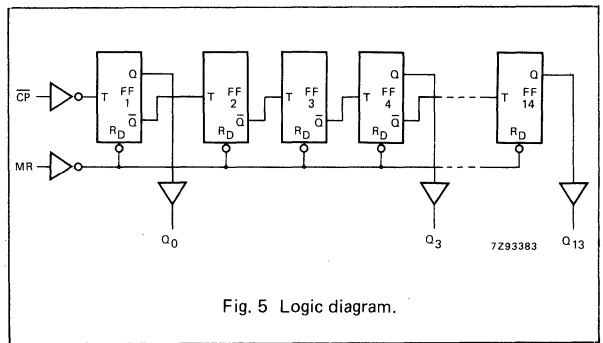 Q
Q
Q
CP T FF 1 Q T FF 2 Q T FF 3 Q T FF 4 Q T FF 14
RD RD RD RD RD
MR
Q0 Q3 7Z93383 Q13
Fig. 5 Logic diagram.